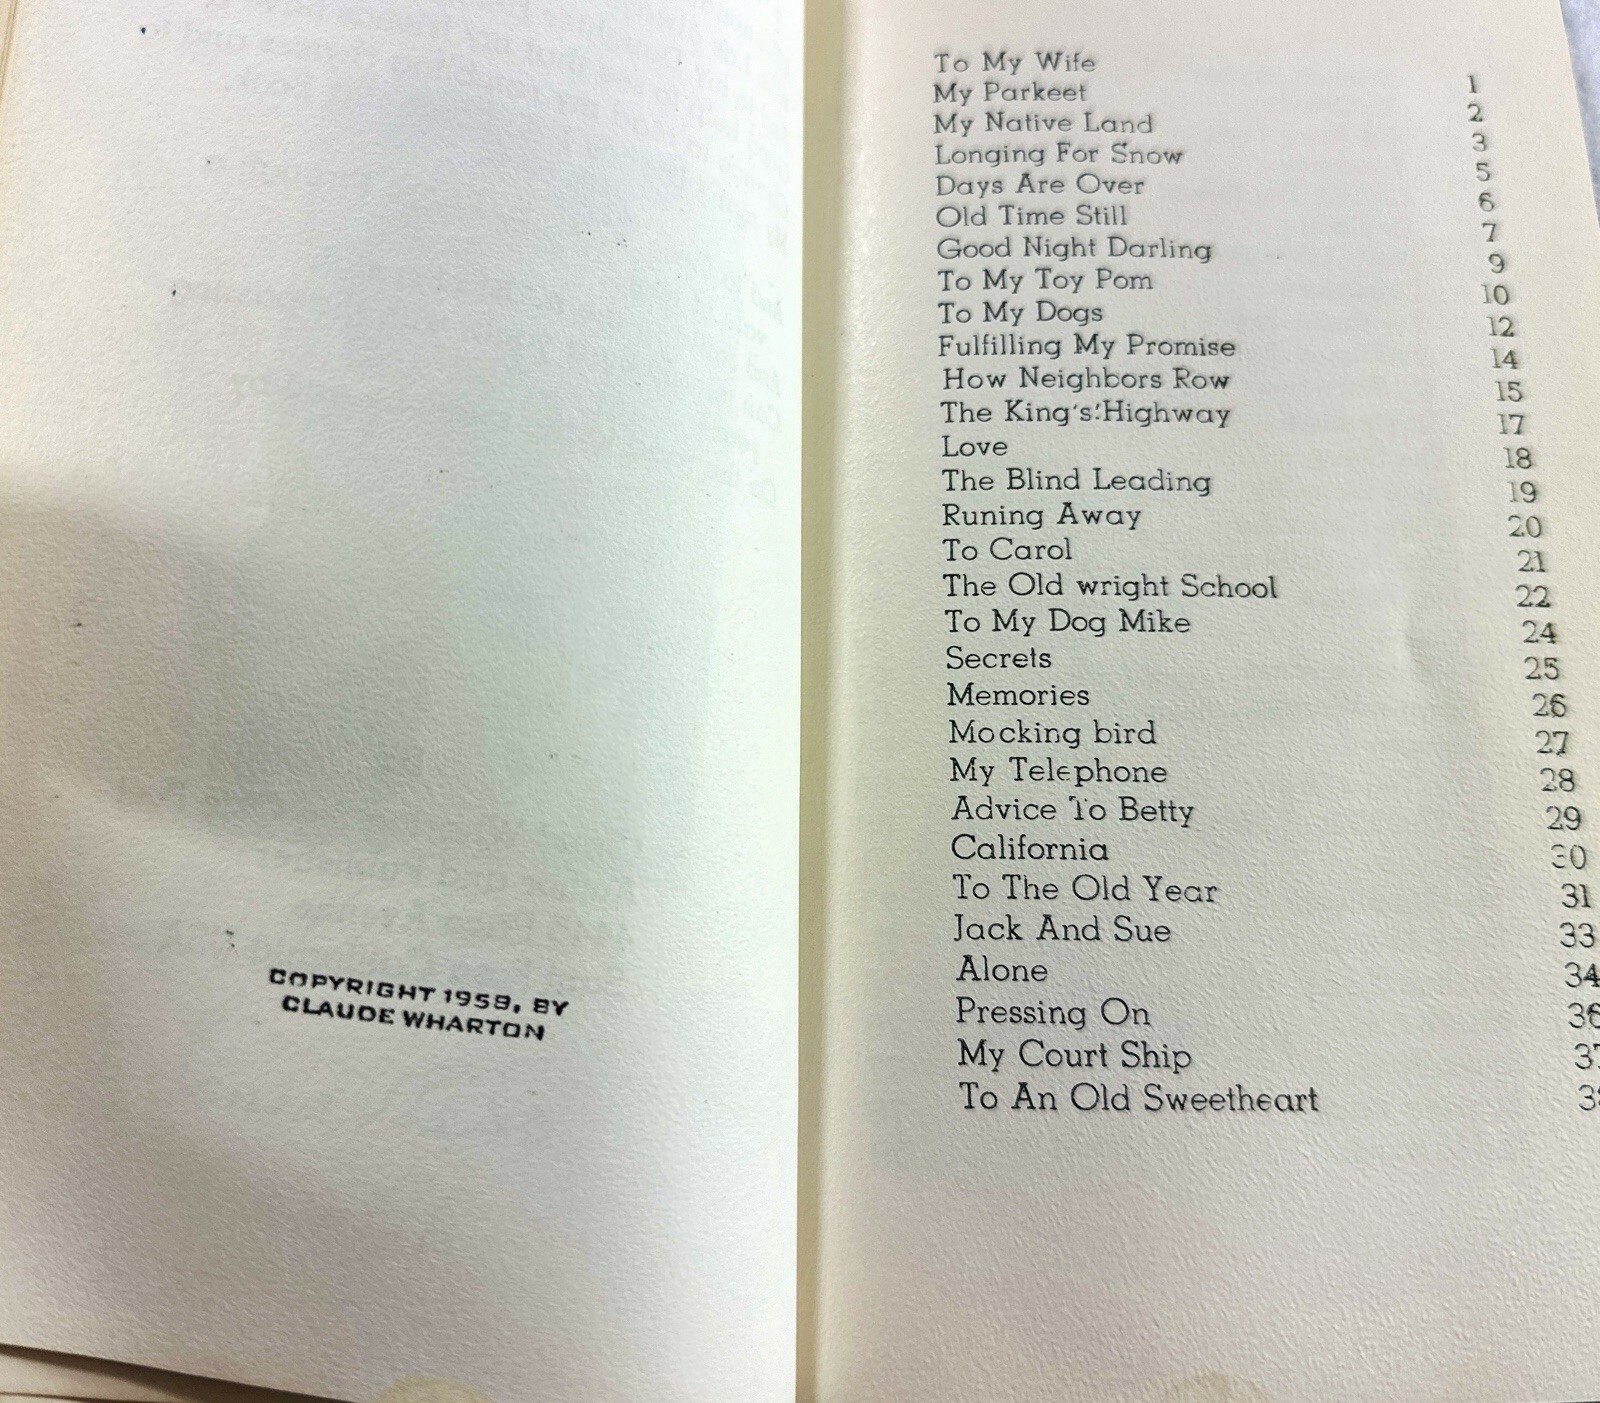 COPYRIGHT 1958, BY
CLAUDE WHARTON
To My Wife 1
My Parkeet 2
My Native Land 3
Longing For Snow 5
Days Are Over 6
Old Time Still 7
Good Night Darling 9
To My Toy Pom 10
To My Dogs 12
Fulfilling My Promise 14
How Neighbors Row 15
The King's:Highway 17
Love 18
The Blind Leading 19
Runing Away 20
To Carol 21
The Old wright School 22
To My Dog Mike 24
Secrets 25
Memories 26
Mocking bird 27
My Telephone 28
Advice To Betty 29
California 30
To The Old Year 31
Jack And Sue 33
Alone 34
Pressing On 36
My Court Ship 37
To An Old Sweetheart